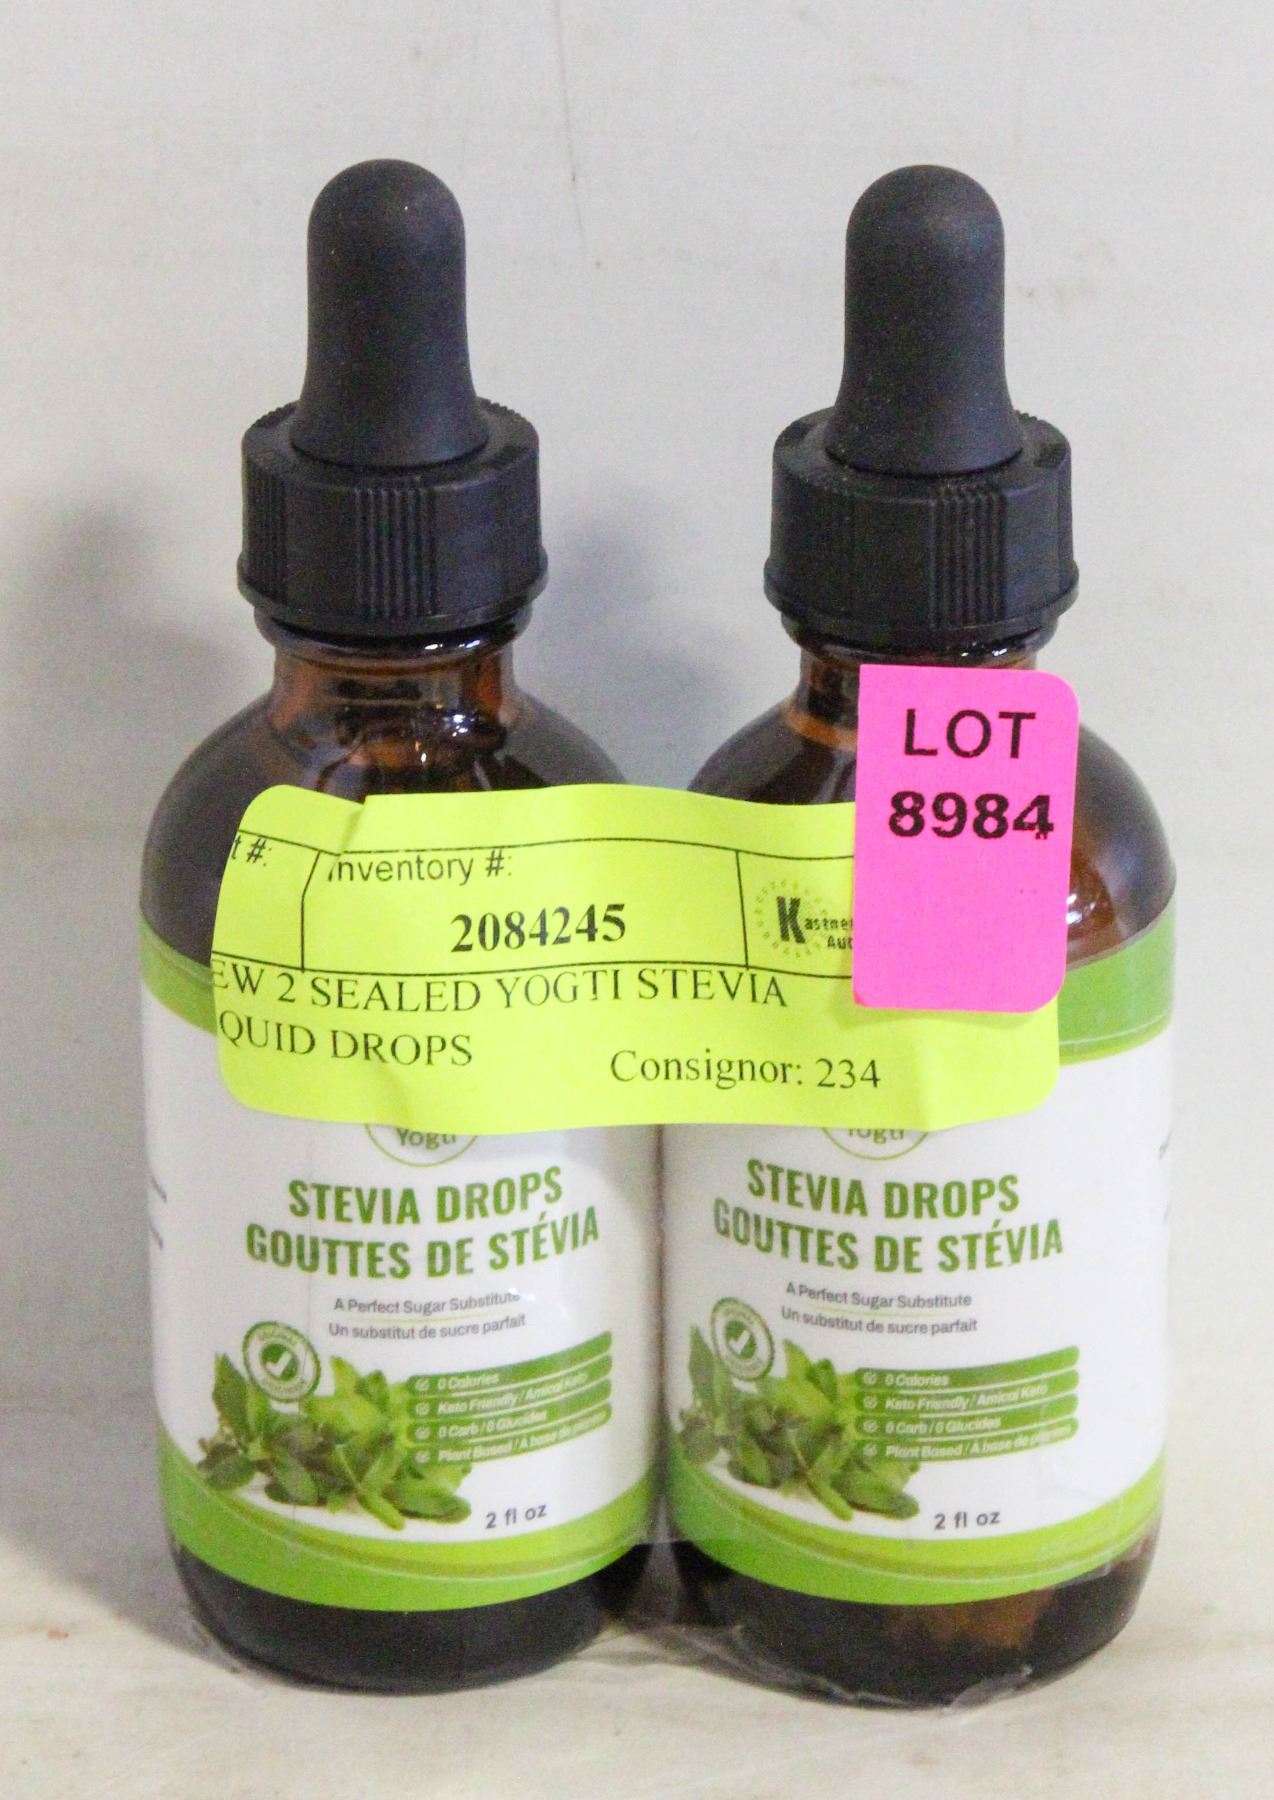 LOT
8984
t #:
Inventory #:
2084245
Kastner
Auc
EW 2 SEALED YOGTI STEVIA
QUID DROPS
Consignor: 234
Yogti
STEVIA DROPS
GOUTTES DE STÉVIA
A Perfect Sugar Substitute
Un substitut de sucre parfait
0 Calories
Keto Friendly / Amical Keto
0 Carb / 0 Glucides
Plant Based / A base de
2 fl oz
Yogti
STEVIA DROPS
GOUTTES DE STÉVIA
A Perfect Sugar Substitute
Un substitut de sucre parfait
0 Calories
Keto Friendly / Amical Keto
0 Carb / 0 Glucides
Plant Based / A base de
2 fl oz